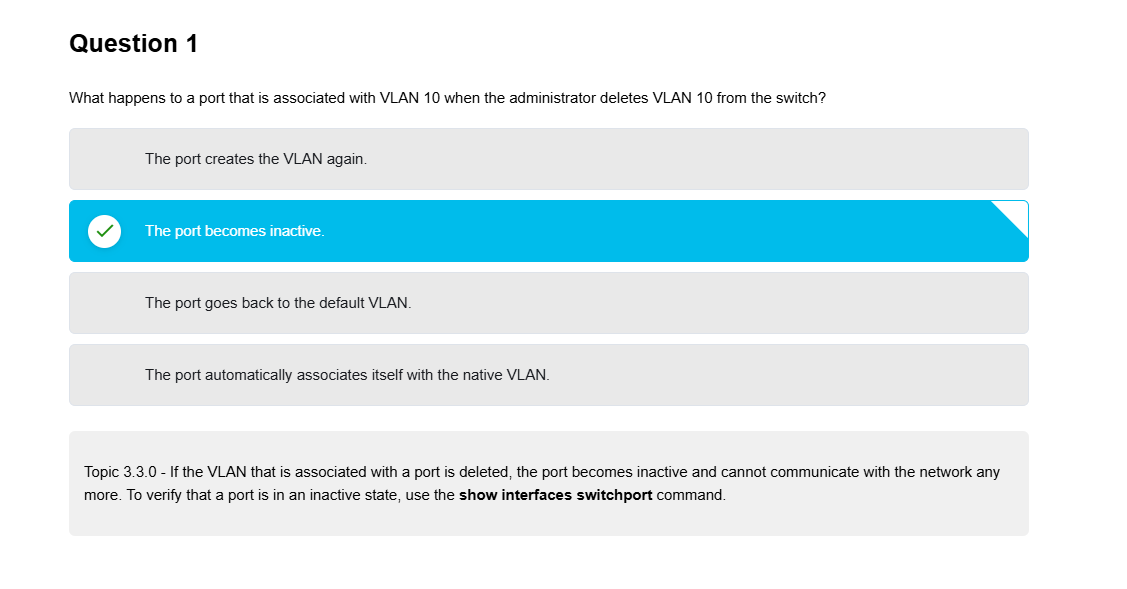 Question 1
What happens to a port that is associated with VLAN 10 when the administrator deletes VLAN 10 from the switch?
The port creates the VLAN again.
The port becomes inactive.
The port goes back to the default VLAN.
The port automatically associates itself with the native VLAN.
Topic 3.3.0 - If the VLAN that is associated with a port is deleted, the port becomes inactive and cannot communicate with the network any
more. To verify that a port is in an inactive state, use the show interfaces switchport command.